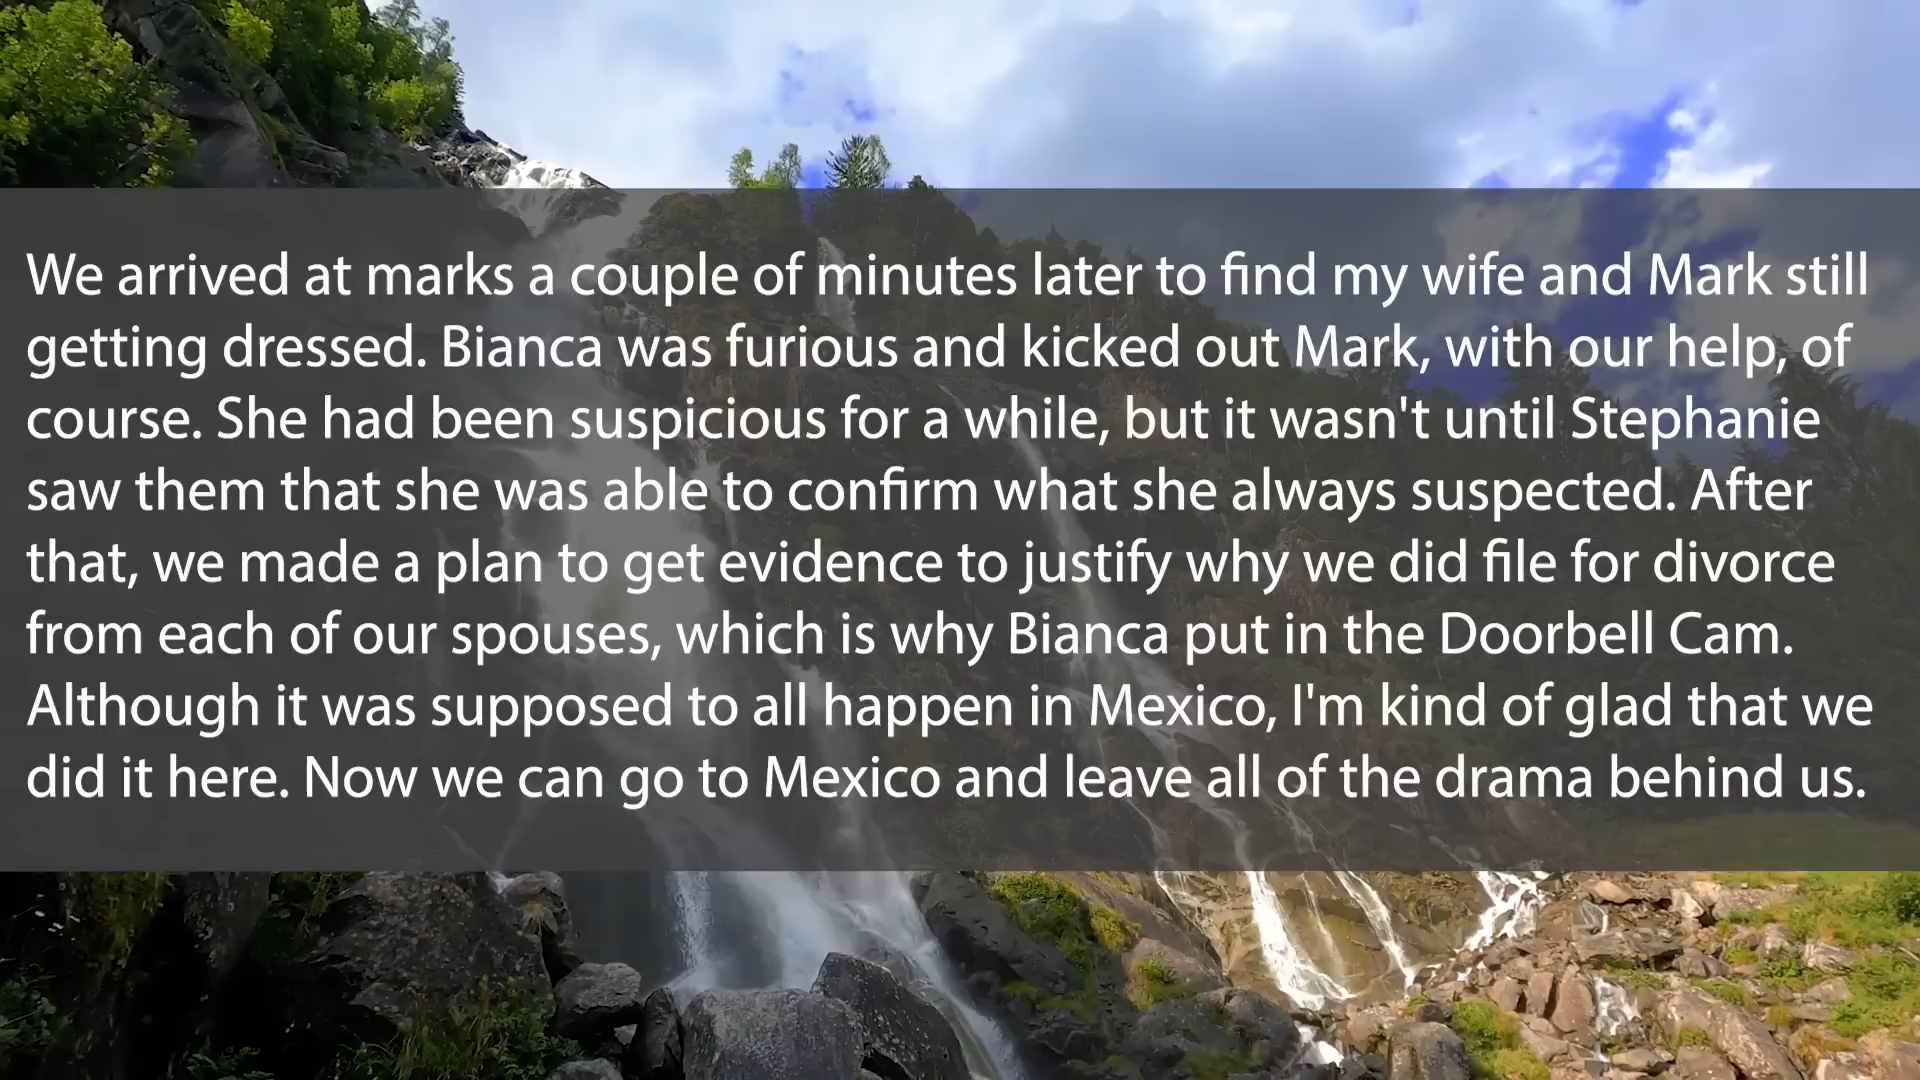 We arrived at marks a couple of minutes later to find my wife and Mark still
getting dressed. Bianca was furious and kicked out Mark, with our help, of
course. She had been suspicious for a while, but it wasn't until Stephanie
saw them that she was able to confirm what she always suspected. After
that, we made a plan to get evidence to justify why we did file for divorce
from each of our spouses, which is why Bianca put in the Doorbell Cam.
Although it was supposed to all happen in Mexico, I'm kind of glad that we
did it here. Now we can go to Mexico and leave all of the drama behind us.